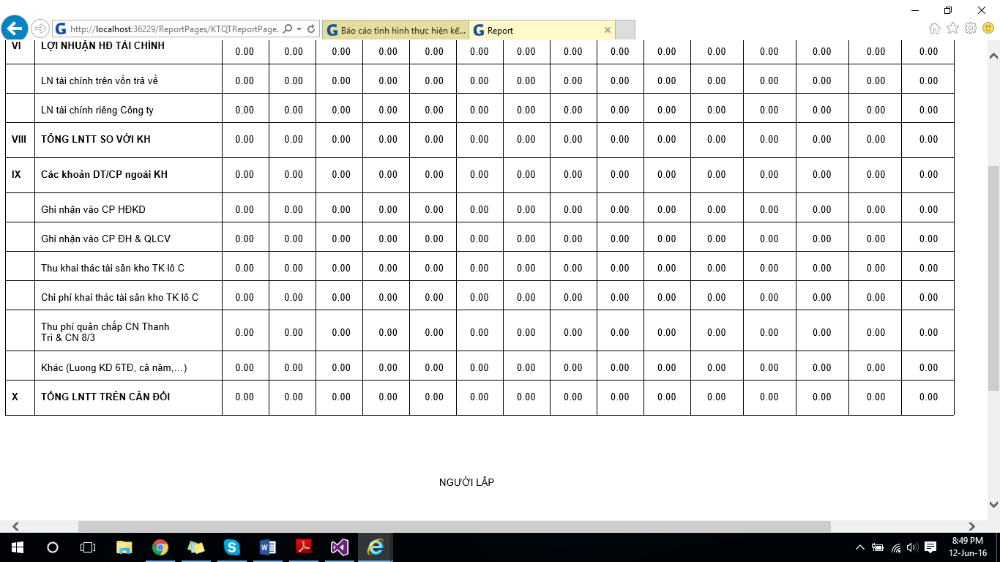 http://localhost:36229/ReportPages/KTQTReportPage.
Báo cáo tình hình thực hiện kế...
Report
VI LỢI NHUẬN HĐ TÀI CHÍNH 0.00 0.00 0.00 0.00 0.00 0.00 0.00 0.00 0.00 0.00 0.00 0.00 0.00 0.00 0.00
LN tài chính trên vốn trả về 0.00 0.00 0.00 0.00 0.00 0.00 0.00 0.00 0.00 0.00 0.00 0.00 0.00 0.00 0.00
LN tài chính riêng Công ty 0.00 0.00 0.00 0.00 0.00 0.00 0.00 0.00 0.00 0.00 0.00 0.00 0.00 0.00 0.00
VIII TỔNG LNTT SO VỚI KH 0.00 0.00 0.00 0.00 0.00 0.00 0.00 0.00 0.00 0.00 0.00 0.00 0.00 0.00 0.00
IX Các khoản DT/CP ngoài KH 0.00 0.00 0.00 0.00 0.00 0.00 0.00 0.00 0.00 0.00 0.00 0.00 0.00 0.00 0.00
Ghi nhận vào CP HĐKD 0.00 0.00 0.00 0.00 0.00 0.00 0.00 0.00 0.00 0.00 0.00 0.00 0.00 0.00 0.00
Ghi nhận vào CP ĐH & QLCV 0.00 0.00 0.00 0.00 0.00 0.00 0.00 0.00 0.00 0.00 0.00 0.00 0.00 0.00 0.00
Thu khai thác tài sản kho TK lô C 0.00 0.00 0.00 0.00 0.00 0.00 0.00 0.00 0.00 0.00 0.00 0.00 0.00 0.00 0.00
Chi phí khai thác tài sản kho TK lô C 0.00 0.00 0.00 0.00 0.00 0.00 0.00 0.00 0.00 0.00 0.00 0.00 0.00 0.00 0.00
Thu phí quản chấp CN Thanh
Trì & CN 8/3 0.00 0.00 0.00 0.00 0.00 0.00 0.00 0.00 0.00 0.00 0.00 0.00 0.00 0.00 0.00
Khác (Luong KD 6TĐ, cả năm,...) 0.00 0.00 0.00 0.00 0.00 0.00 0.00 0.00 0.00 0.00 0.00 0.00 0.00 0.00 0.00
X TỔNG LNTT TRÊN CÂN ĐỐI 0.00 0.00 0.00 0.00 0.00 0.00 0.00 0.00 0.00 0.00 0.00 0.00 0.00 0.00 0.00
NGƯỜI LẬP
8:49 PM
12-Jun-16